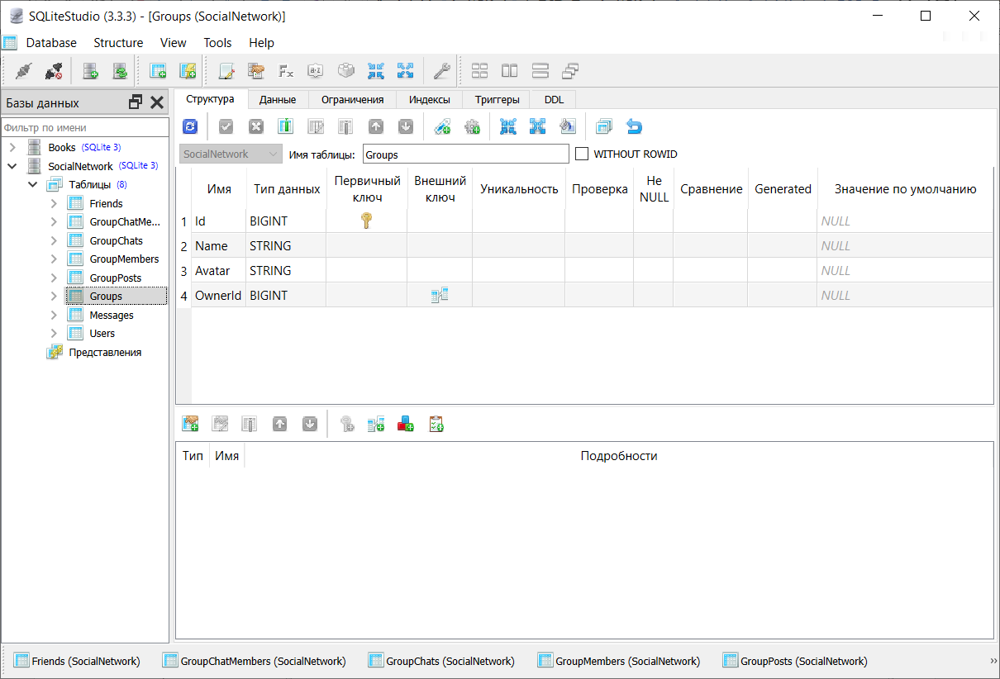 SQLiteStudio (3.3.3) - [Groups (SocialNetwork)]
Database Structure View Tools Help
Базы данных
Фильтр по имени
Books (SQLite 3)
SocialNetwork (SQLite 3)
Таблицы (8)
Friends
GroupChatMe...
GroupChats
GroupMembers
GroupPosts
Groups
Messages
Users
Представления
Структура Данные Ограничения Индексы Триггеры DDL
SocialNetwork Имя таблицы: Groups WITHOUT ROWID
Имя Тип данных Первичный ключ Внешний ключ Уникальность Проверка Не NULL Сравнение Generated Значение по умолчанию
1 Id BIGINT NULL
2 Name STRING NULL
3 Avatar STRING NULL
4 OwnerId BIGINT NULL
Тип Имя Подробности
Friends (SocialNetwork) GroupChatMembers (SocialNetwork) GroupChats (SocialNetwork) GroupMembers (SocialNetwork) GroupPosts (SocialNetwork) »